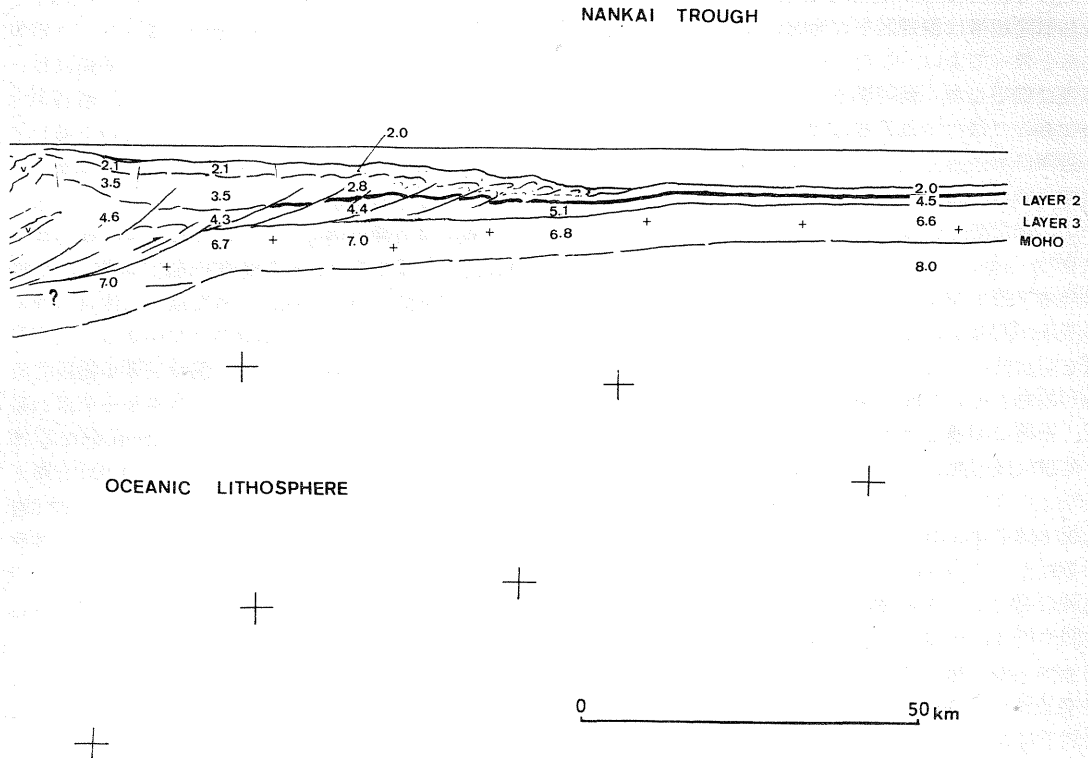 NANKAI TROUGH
2.0
2.1 2.1
3.5 3.5 2.8 2.0
4.6 4.3 4.4 5.1 4.5 LAYER 2
6.7 7.0 6.8 6.6 LAYER 3
MOHO
7.0 8.0
?
OCEANIC LITHOSPHERE
0 50 km
v
v